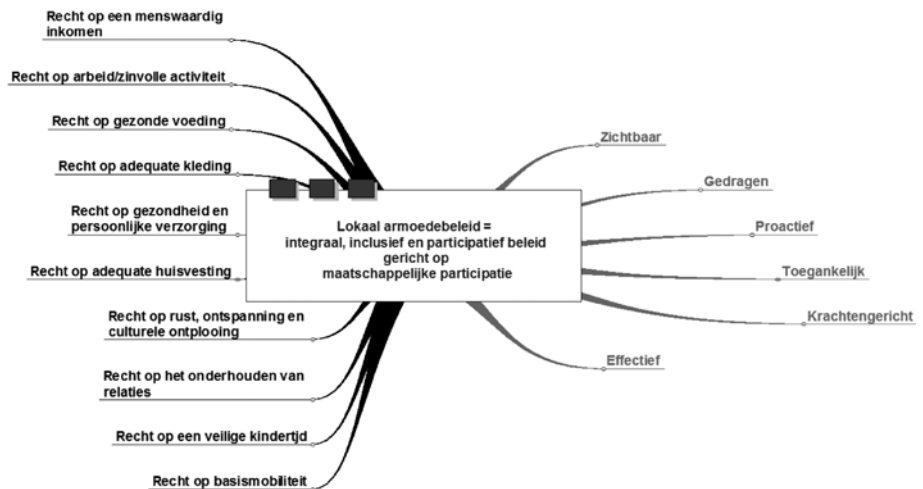 Recht op een menswaardig
inkomen
Recht op arbeid/zinvolle activiteit
Recht op gezonde voeding
Recht op adequate kleding
Recht op gezondheid en
persoonlijke verzorging
Recht op adequate huisvesting
Recht op rust, ontspanning en
culturele ontplooing
Recht op het onderhouden van
relaties
Recht op een veilige kindertjd
Recht op basismobiliteit
Lokaal armoedebeleid =
integraal, inclusief en participatief beleid
gericht op
maatschappelijke participatie
Zichtbaar
Gedragen
Proactief
Toegankelijk
Krachtengericht
Effectief